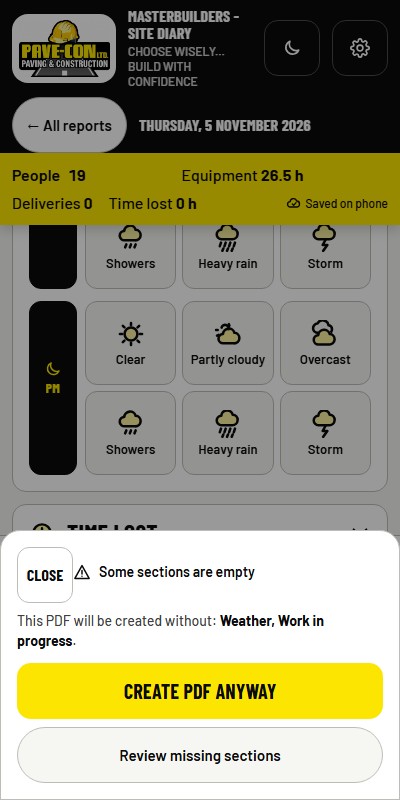 PAVE-CON LTD.
PAVING & CONSTRUCTION
MASTERBUILDERS -
SITE DIARY
CHOOSE WISELY...
BUILD WITH
CONFIDENCE
← All reports
THURSDAY, 5 NOVEMBER 2026
People 19
Equipment 26.5 h
Deliveries 0
Time lost 0 h
Saved on phone
Showers
Heavy rain
Storm
PM
Clear
Partly cloudy
Overcast
Showers
Heavy rain
Storm
TIME LOST
CLOSE
Some sections are empty
This PDF will be created without: Weather, Work in
progress.
CREATE PDF ANYWAY
Review missing sections